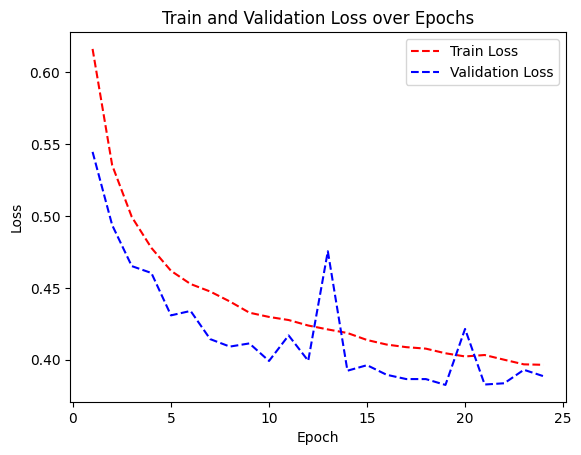 Train and Validation Loss over Epochs
Train Loss
Validation Loss
Loss
0.60
0.55
0.50
0.45
0.40
0
5
10
15
20
25
Epoch